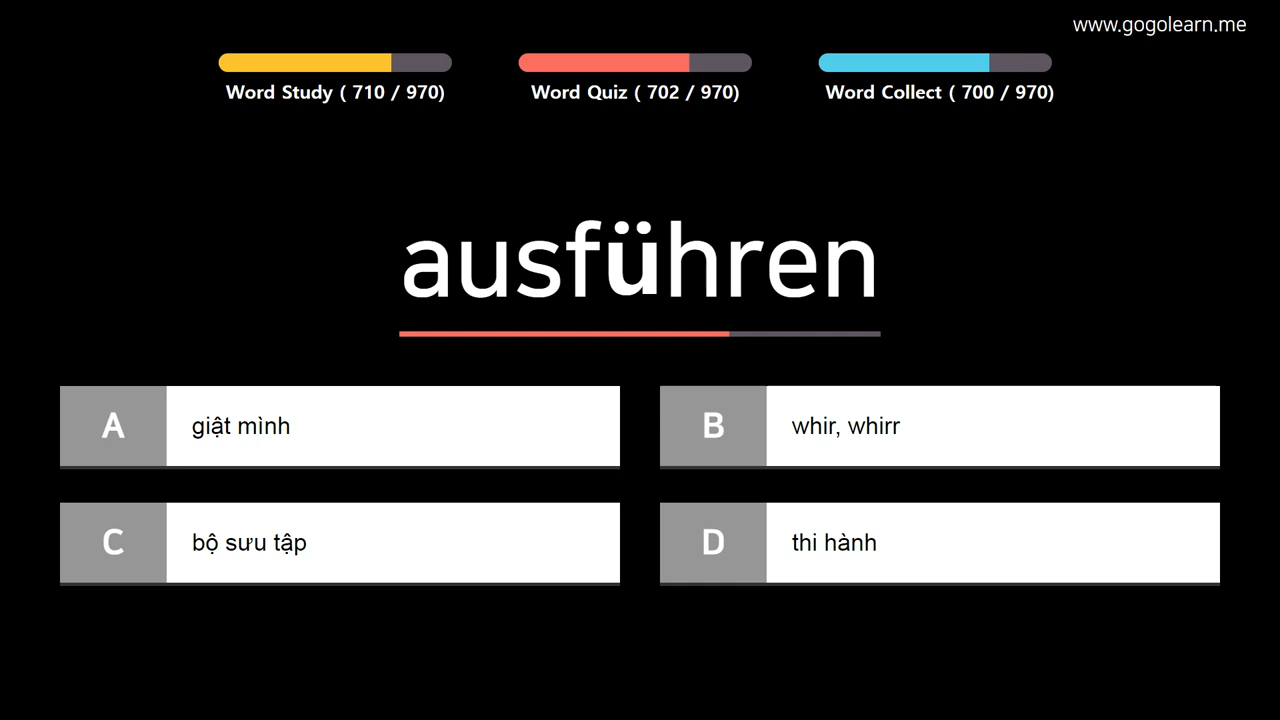 www.gogolearn.me
Word Study ( 710 / 970)
Word Quiz ( 702 / 970)
Word Collect ( 700 / 970)
ausführen
A
giật mình
B
whir, whirr
C
bộ sưu tập
D
thi hành